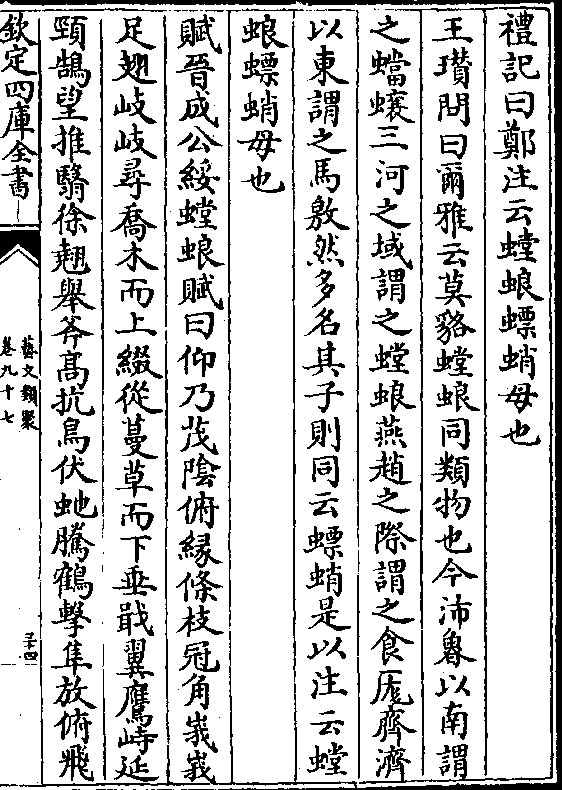 禮記曰鄭注云螳蜋螵蛸母也
王瓚問曰爾雅云莫貉螳蜋同類物也今沛魯以南謂
之蟷蠰三河之域謂之螳蜋燕趙之際謂之食厖齊濟
以東謂之馬敫然多名其子則同云螵蛸是以注云螳
蜋螵蛸母也
賦晉成公綏螳蜋賦曰仰乃茂陰俯緣條枝冠角峩峩
足翅岐岐尋喬木而上綴從蔓草而下垂戢翼鷹峙延
頸鵠望推翳徐翹舉斧高抗鳥伏虵騰鶴擊隼放俯飛
欽定四庫全書
藝文類聚
卷九十七
三十四